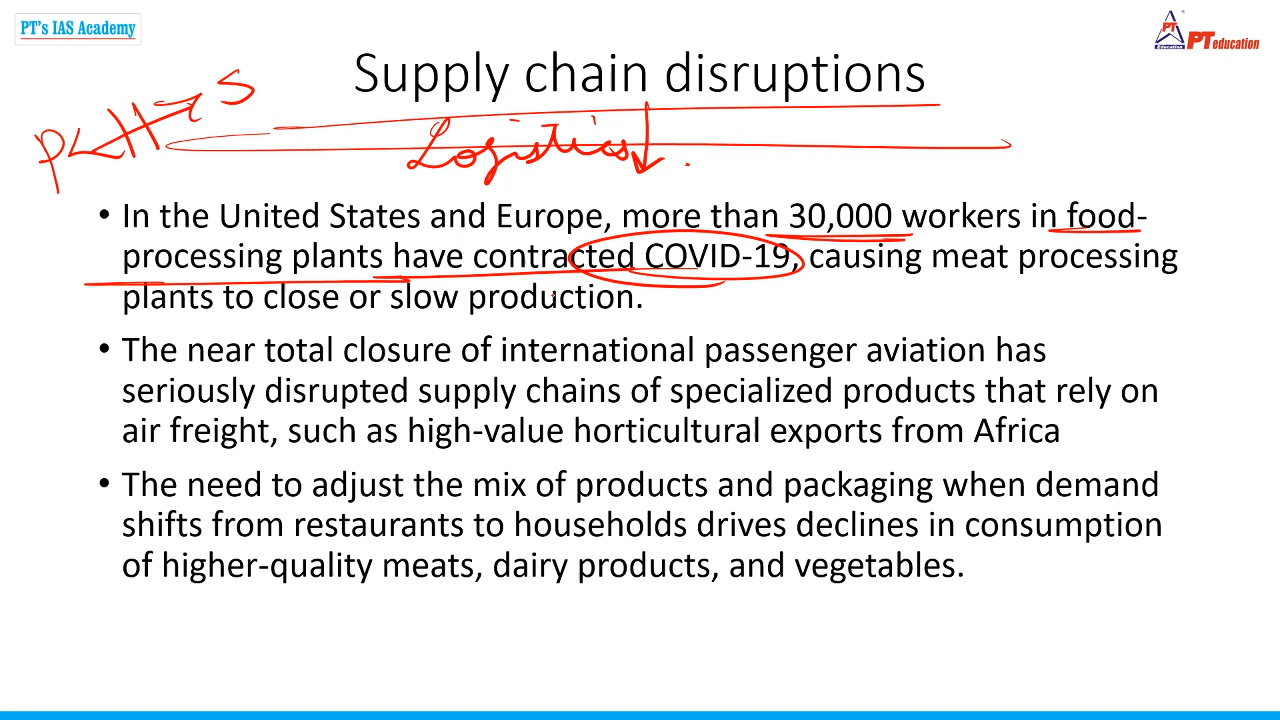 PT's IAS Academy
PT
Education
PT education
Supply chain disruptions
P S
Logistics
• In the United States and Europe, more than 30,000 workers in food-
processing plants have contracted COVID-19, causing meat processing
plants to close or slow production.
• The near total closure of international passenger aviation has
seriously disrupted supply chains of specialized products that rely on
air freight, such as high-value horticultural exports from Africa
• The need to adjust the mix of products and packaging when demand
shifts from restaurants to households drives declines in consumption
of higher-quality meats, dairy products, and vegetables.